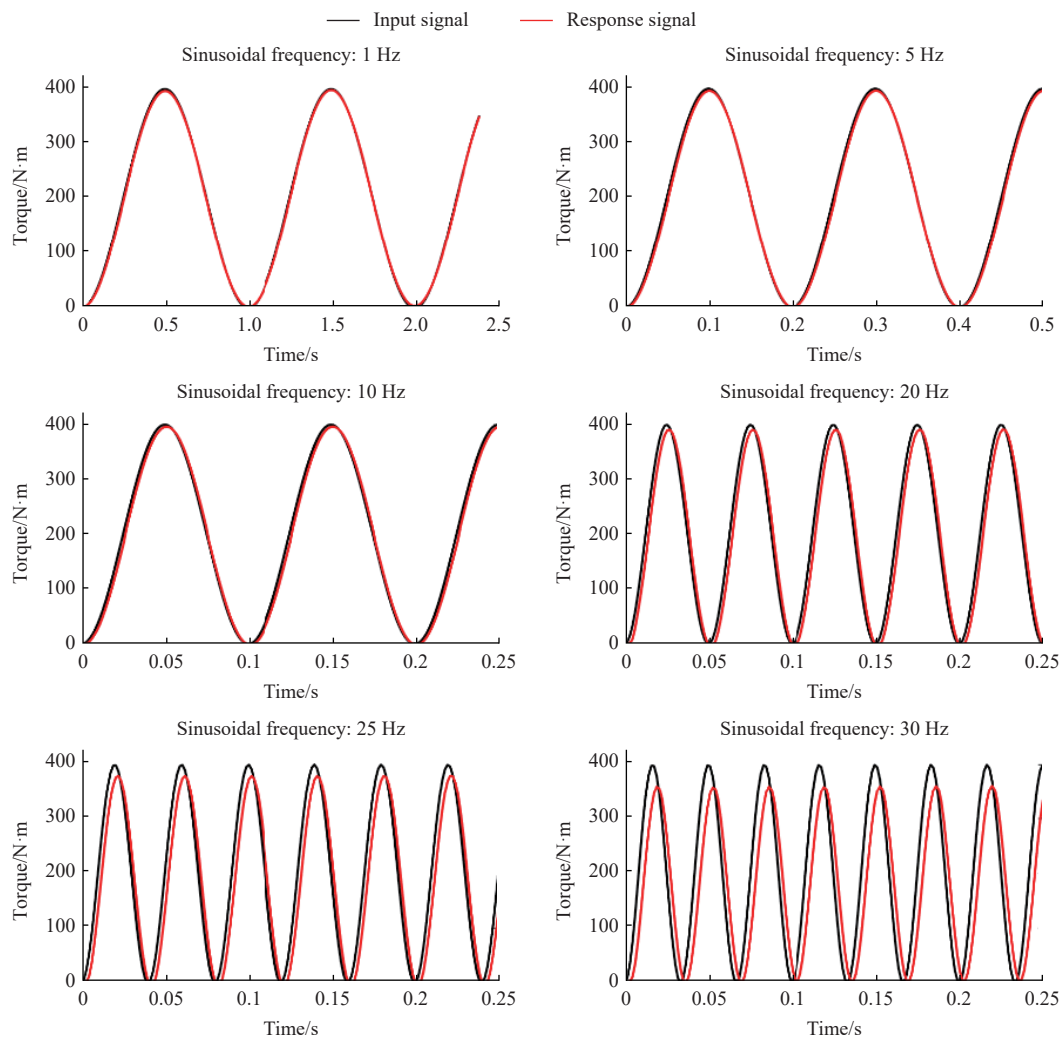 Input signal
Response signal
Sinusoidal frequency: 1 Hz
400
300
200
100
0
Torque/N·m
0 0.5 1.0 1.5 2.0 2.5
Time/s
Sinusoidal frequency: 5 Hz
400
300
200
100
0
Torque/N·m
0 0.1 0.2 0.3 0.4 0.5
Time/s
Sinusoidal frequency: 10 Hz
400
300
200
100
0
Torque/N·m
0 0.05 0.1 0.15 0.2 0.25
Time/s
Sinusoidal frequency: 20 Hz
400
300
200
100
0
Torque/N·m
0 0.05 0.1 0.15 0.2 0.25
Time/s
Sinusoidal frequency: 25 Hz
400
300
200
100
0
Torque/N·m
0 0.05 0.1 0.15 0.2 0.25
Time/s
Sinusoidal frequency: 30 Hz
400
300
200
100
0
Torque/N·m
0 0.05 0.1 0.15 0.2 0.25
Time/s